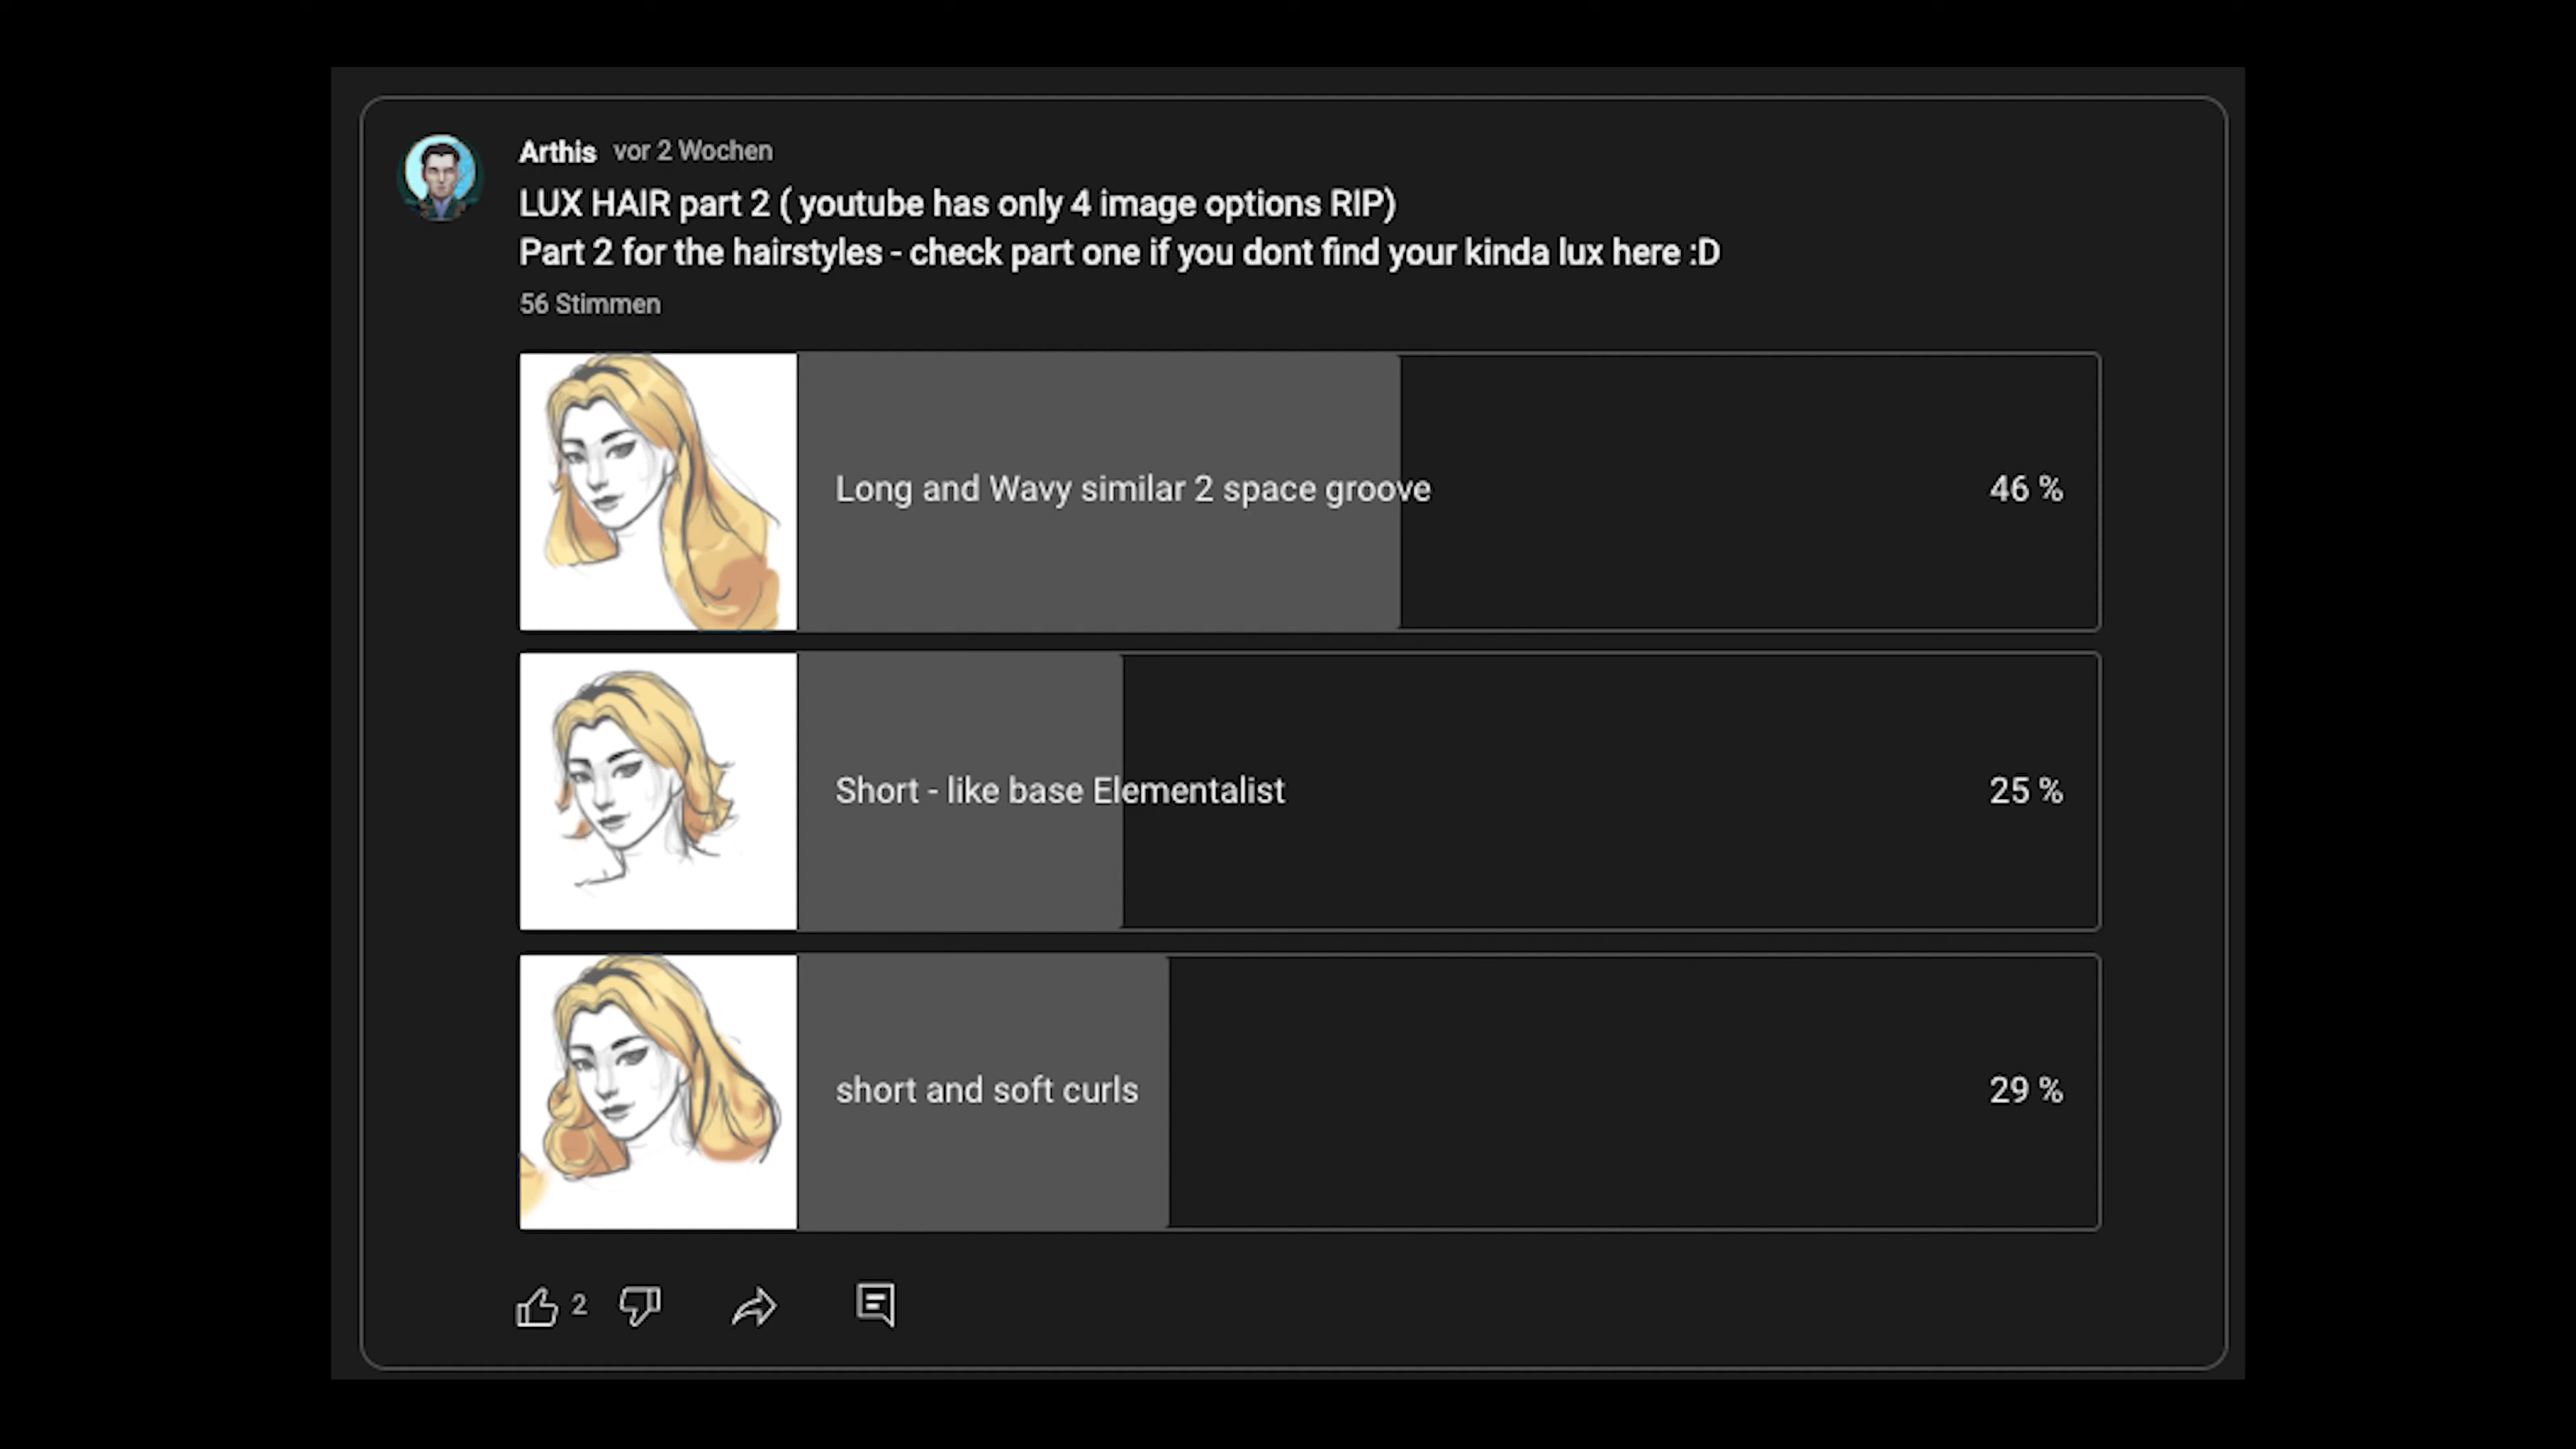 Arthis vor 2 Wochen
LUX HAIR part 2 ( youtube has only 4 image options RIP)
Part 2 for the hairstyles - check part one if you dont find your kinda lux here :D
56 Stimmen
Long and Wavy similar 2 space groove 46 %
Short - like base Elementalist 25 %
short and soft curls 29 %
2